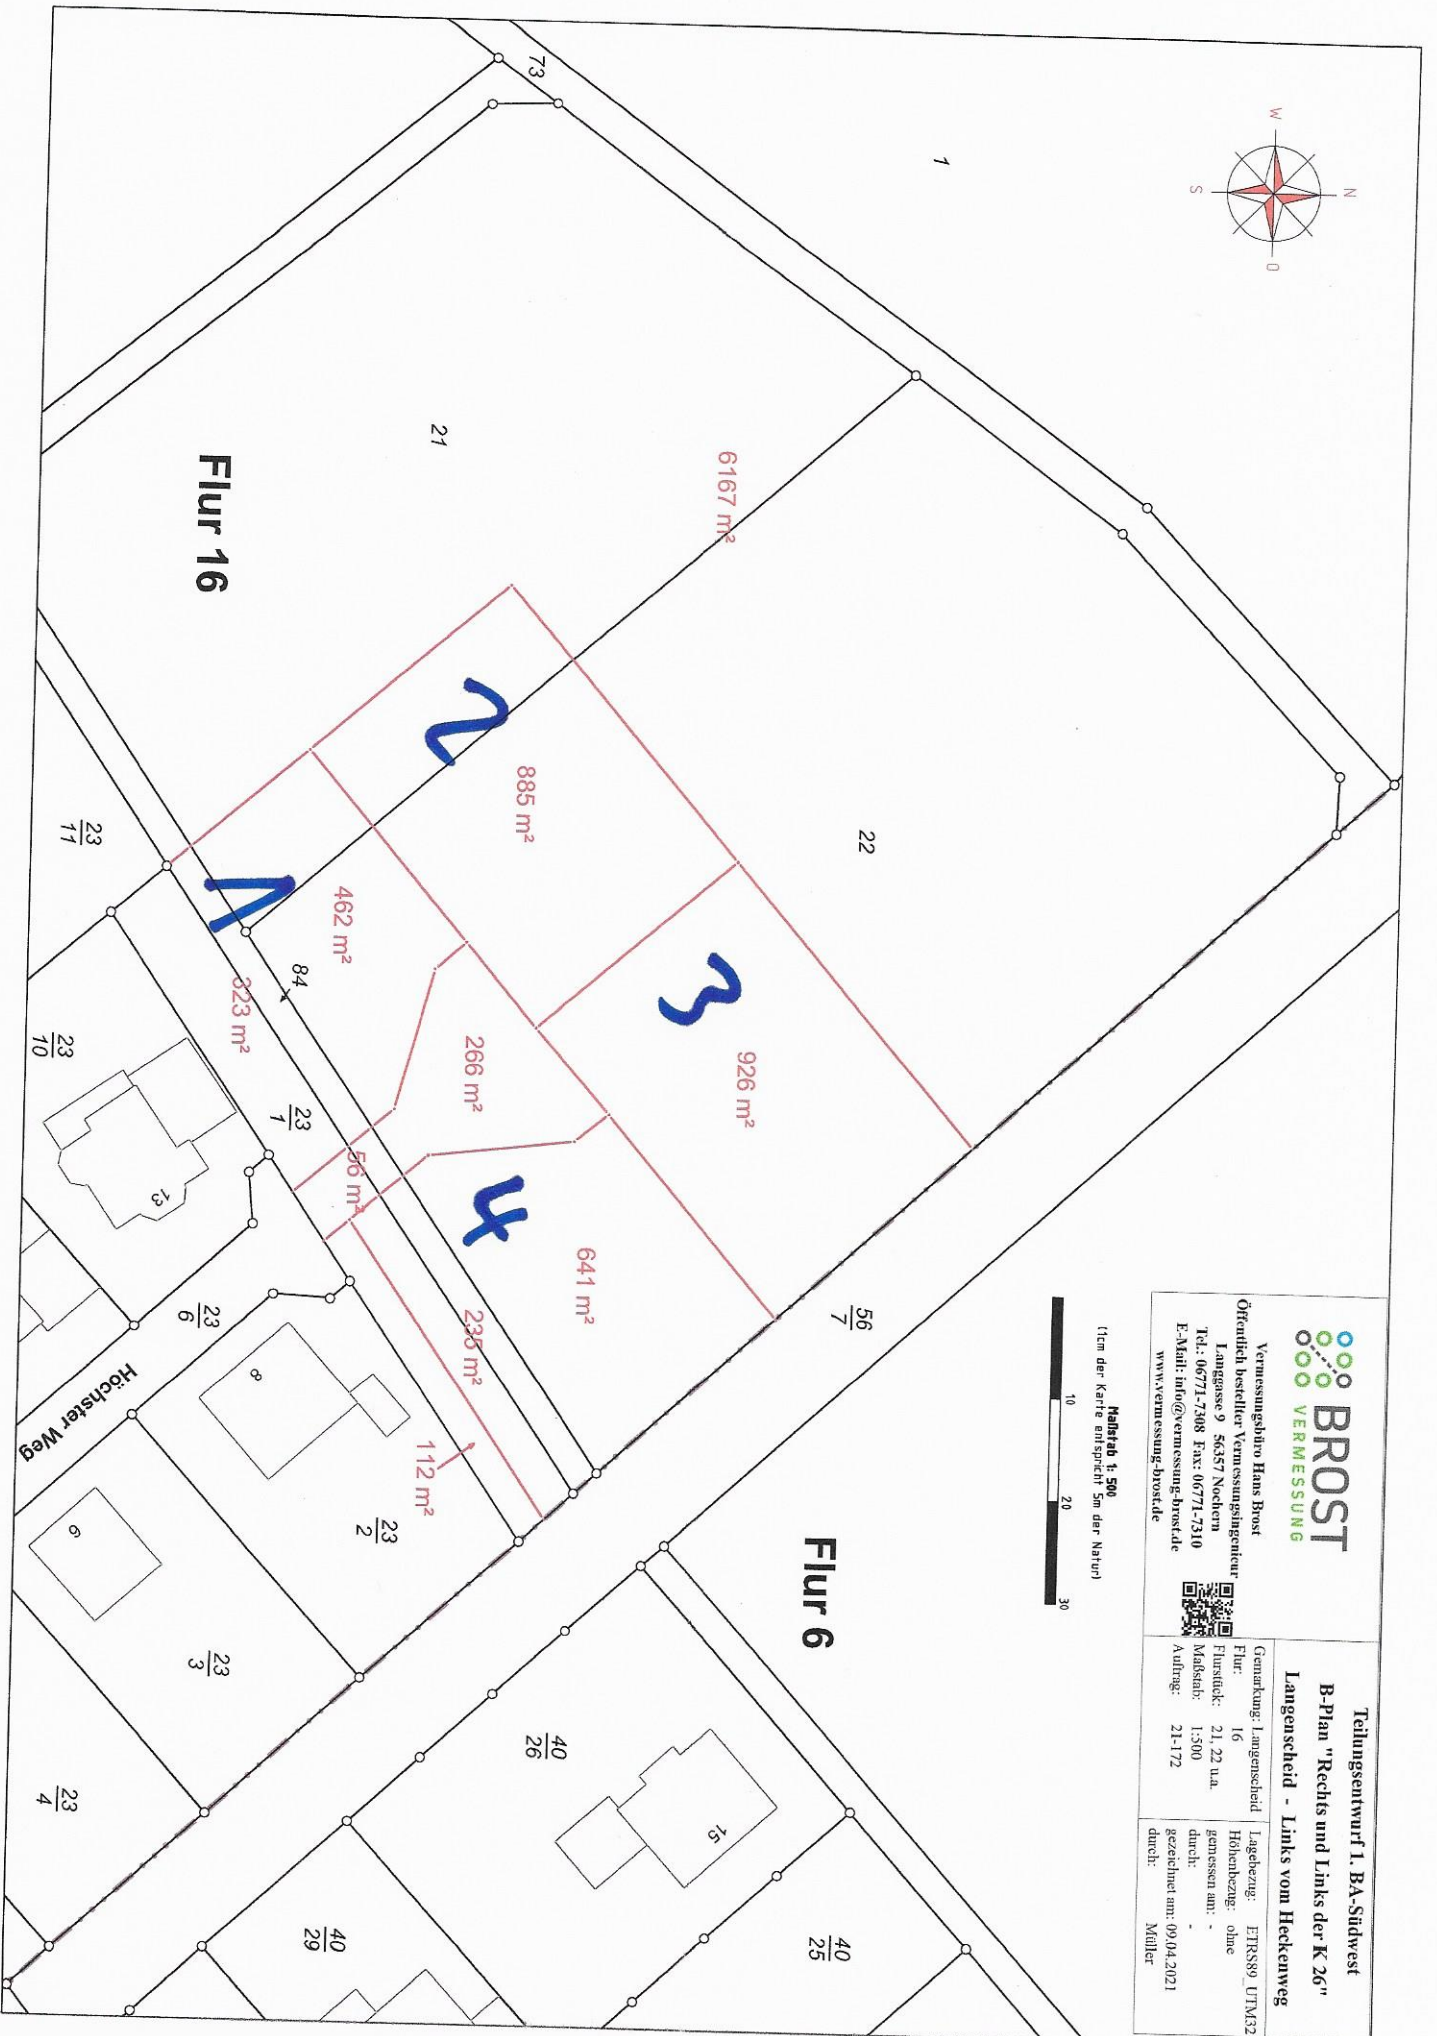 BROST
VERMESSUNG
Vermessungsbüro Hans Brost
Öffentlich bestellter Vermessungsingenieur
Langgasse 9 56357 Nochern
Tel.: 06771-7308 Fax: 06771-7310
E-Mail: info@vermessung-brost.de
www.vermessung-brost.de
Teilungsentwurf 1. BA-Südwest
B-Plan "Rechts und Links der K 26"
Langenscheid - Links vom Heckenweg
Gemarkung: Langenscheid
Flur: 16
Flurstück: 21, 22 u.a.
Maßstab: 1:500
Auftrag: 21-172
Lagebezug: ETRS89_UTM32
Höhenbezug: ohne
gemessen am: -
durch: -
gezeichnet am: 09.04.2021
durch: Müller
N
W
O
S
1
73
Maßstab 1: 500
(1cm der Karte entspricht 5m der Natur)
10
20
30
22
56
7
6167 m²
Flur 6
926 m²
3
885 m²
2
21
641 m²
4
40
25
15
40
26
266 m²
462 m²
235 m²
112 m²
56 m²
84
1
323 m²
Flur 16
23
1
23
2
40
29
8
13
23
6
23
3
23
11
23
10
6
23
4
Höchster Weg